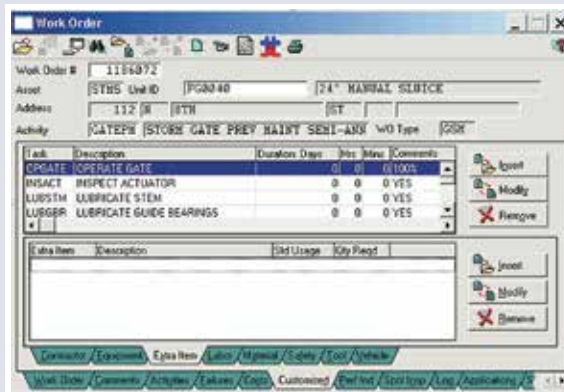 Work Order
Work Order # 1186072
Asset STMS Unit ID FG0040 24" MANUAL SLUICE
Address 112 N 8TH ST
Activity GATEPM STORM GATE PREV MAINT SEMI-ANN WO Type GSM
Task Description Duration: Days Hrs Mins Comments
OPGATE OPERATE GATE 0 0 0 100% Insert
INSACT INSPECT ACTUATOR 0 0 0 YES Modify
LUBSTM LUBRICATE STEM 0 0 0 YES
LUBGBR LUBRICATE GUIDE BEARINGS 0 0 0 YES Remove
Extra Item Description Std Usage Qty Reqd
Insert
Modify
Remove
Contractor Equipment Extra Item Labor Material Safety Tool Vehicle
Work Order Comments Activities Failures Costs Customized Perf Ind Log Applications